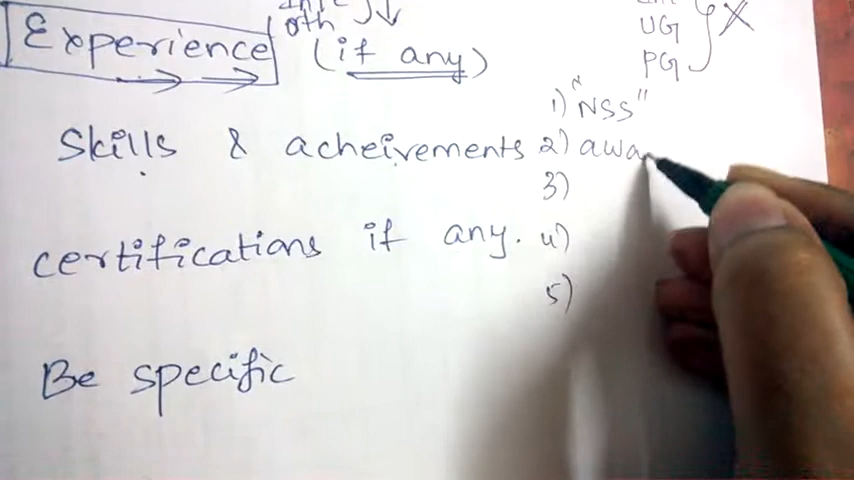 oth
UG
X
Experience (if any)
PG
1) "NSS"
Skills & acheivements 2) awa
3)
certifications if any. 4)
5)
Be specific